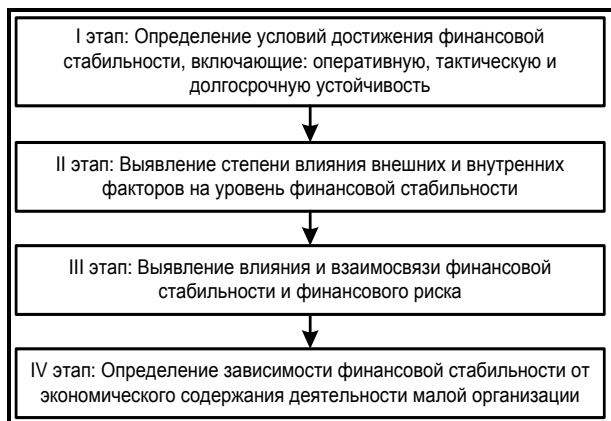 I этап: Определение условий достижения финансовой
стабильности, включающие: оперативную, тактическую и
долгосрочную устойчивость
II этап: Выявление степени влияния внешних и внутренних
факторов на уровень финансовой стабильности
III этап: Выявление влияния и взаимосвязи финансовой
стабильности и финансового риска
IV этап: Определение зависимости финансовой стабильности от
экономического содержания деятельности малой организации